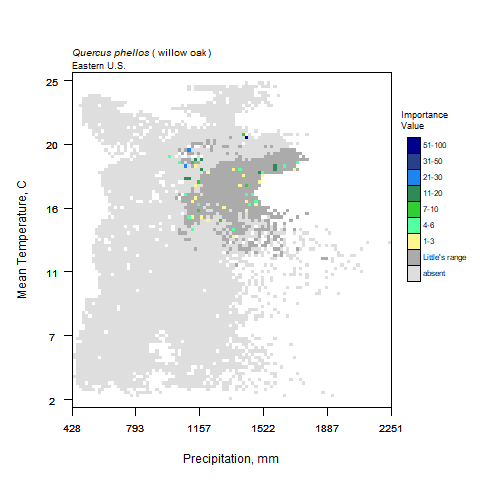 Quercus phellos ( willow oak )
Eastern U.S.
25
20
16
11
7
2
Mean Temperature, C
428 793 1157 1522 1887 2251
Precipitation, mm
Importance
Value
51-100
31-50
21-30
11-20
7-10
4-6
1-3
Little's range
absent